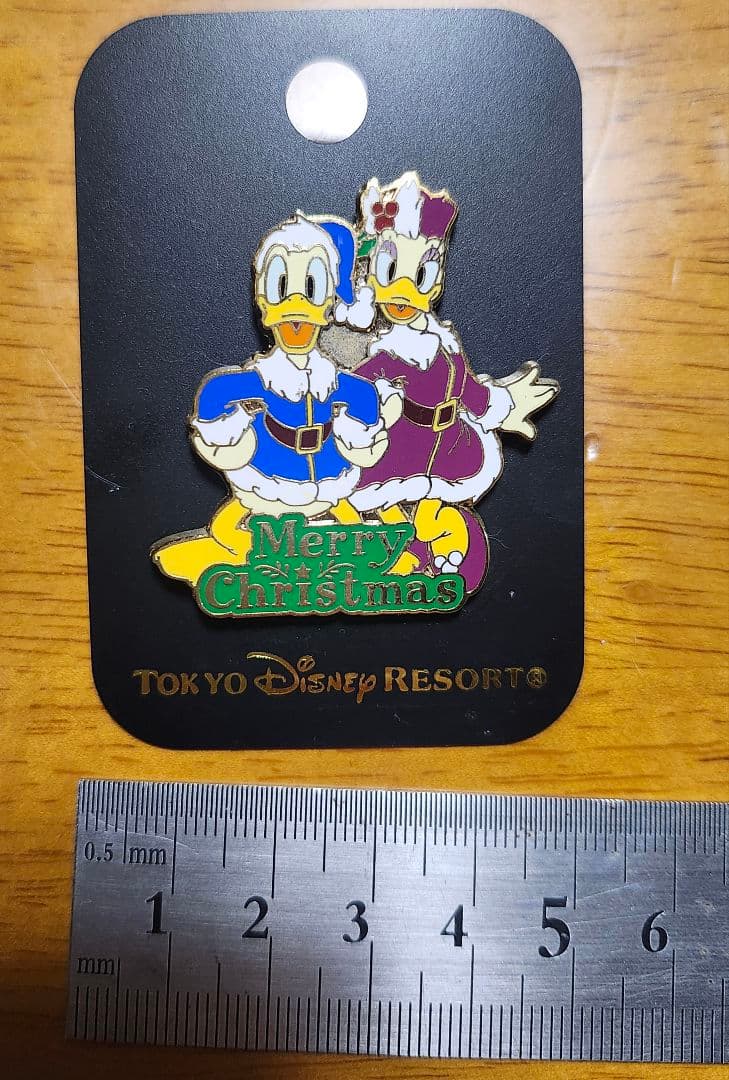 Merry
Christmas
TOKYO Disney RESORT®
0.5 mm
1 2 3 4 5 6
mm